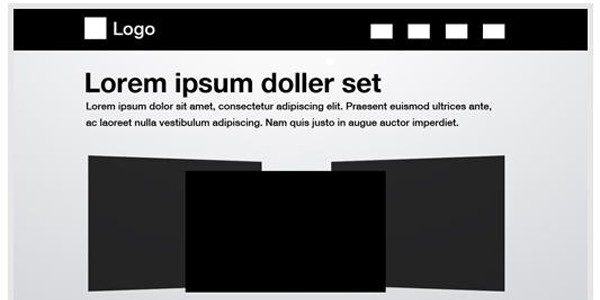 Logo
Lorem ipsum doller set
Lorem ipsum dolor sit amet, consectetur adipiscing elit. Praesent euismod ultrices ante,
ac laoreet nulla vestibulum adipiscing. Nam quis justo in augue auctor imperdiet.